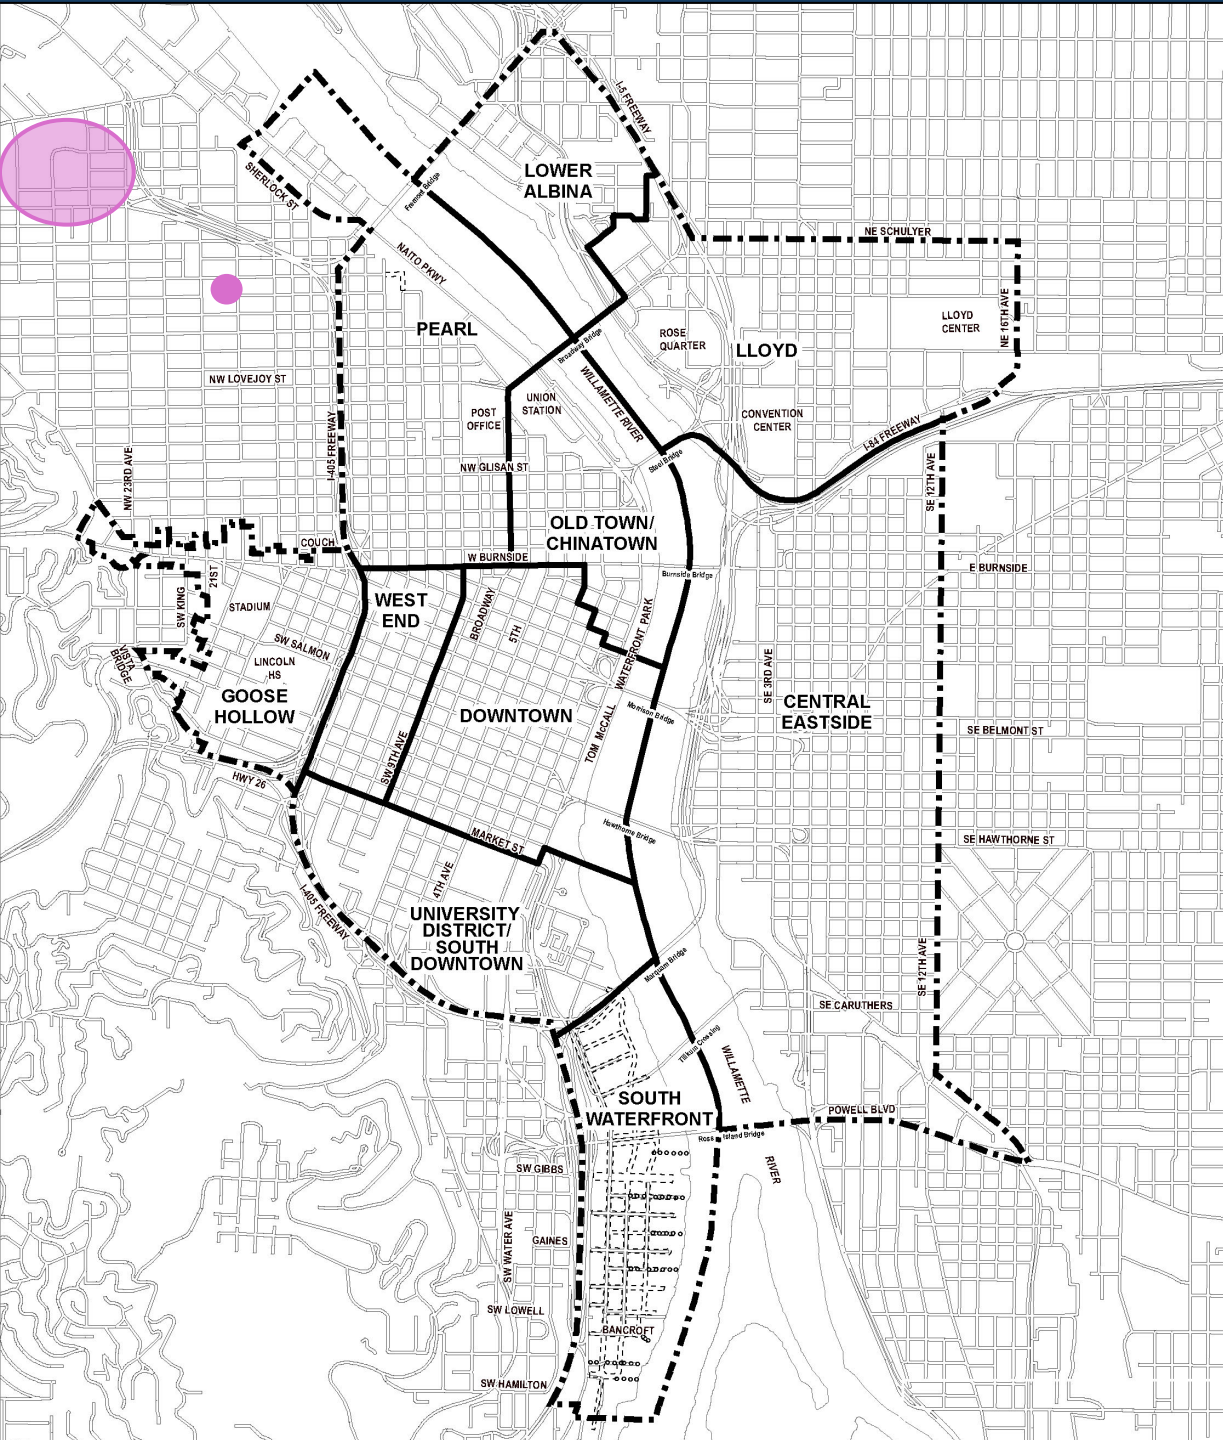 I-5 FREEWAY
LOWER
ALBINA
SHERLOCK ST
Fremont Bridge
NE SCHULYER
NAITO PKWY
NE 16TH AVE
LLOYD
CENTER
PEARL
ROSE
QUARTER
Broadway Bridge
LLOYD
NW LOVEJOY ST
WILLAMETTE RIVER
UNION
STATION
POST
OFFICE
CONVENTION
CENTER
I-84 FREEWAY
I-405 FREEWAY
NW 23RD AVE
NW GLISAN ST
Steel Bridge
SE 12TH AVE
OLD TOWN/
CHINATOWN
COUCH
W BURNSIDE
E BURNSIDE
Burnside Bridge
21ST
SW KING
STADIUM
WEST
END
BROADWAY
5TH
SW SALMON
VISTA
BRIDGE
LINCOLN
HS
TOM McCALL WATERFRONT PARK
SE 3RD AVE
GOOSE
HOLLOW
DOWNTOWN
Morrison Bridge
CENTRAL
EASTSIDE
SE BELMONT ST
SW 9TH AVE
HWY 26
Hawthorne Bridge
SE HAWTHORNE ST
MARKET ST
4TH AVE
I-405 FREEWAY
UNIVERSITY
DISTRICT/
SOUTH
DOWNTOWN
Marquam Bridge
SE 12TH AVE
SE CARUTHERS
Tilikum Crossing
WILLAMETTE
SOUTH
WATERFRONT
POWELL BLVD
Ross Island Bridge
RIVER
SW GIBBS
SW WATER AVE
GAINES
SW LOWELL
BANCROFT
SW HAMILTON